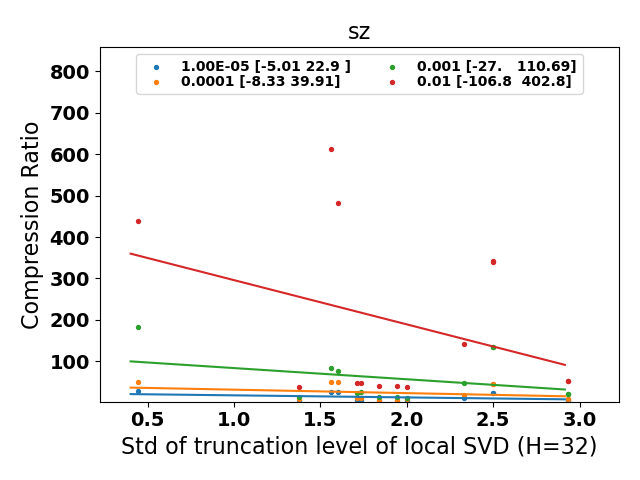 sz
1.00E-05 [-5.01 22.9 ]
0.0001 [-8.33 39.91]
0.001 [-27.   110.69]
0.01 [-106.8  402.8]
Compression Ratio
800
700
600
500
400
300
200
100
0.5 1.0 1.5 2.0 2.5 3.0
Std of truncation level of local SVD (H=32)